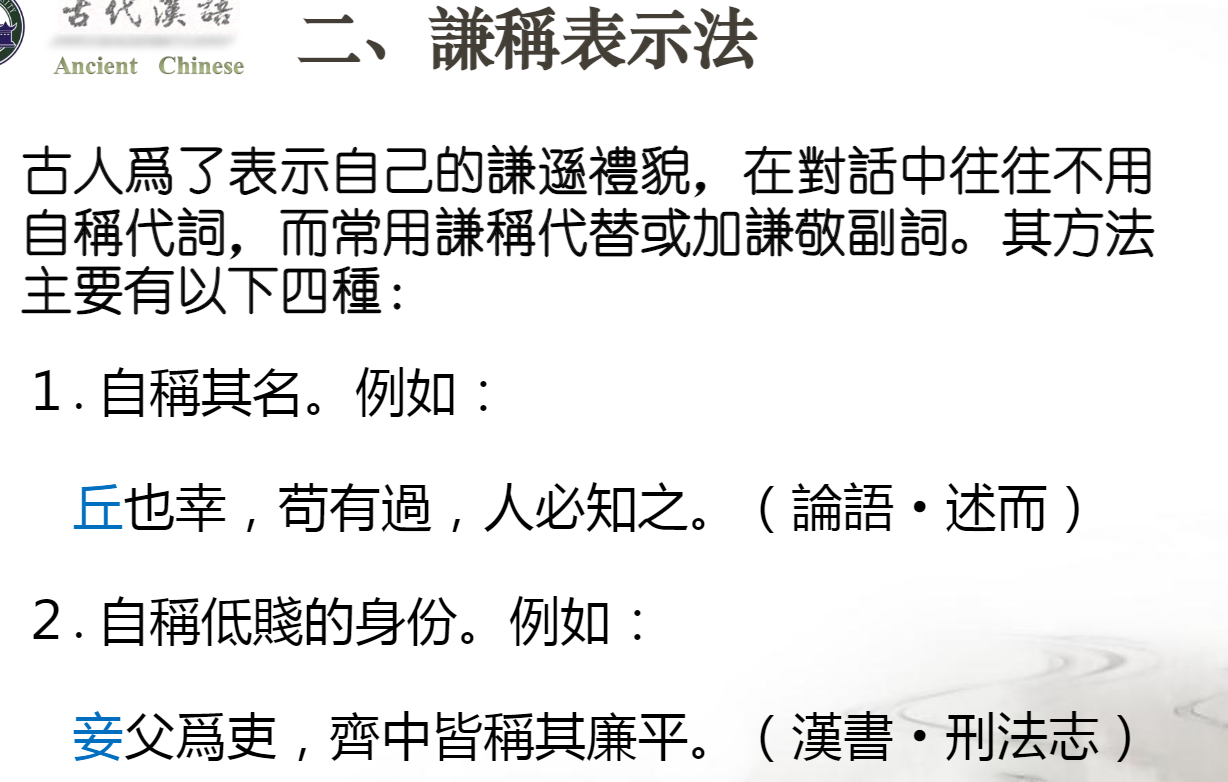 古代漢語
Ancient Chinese
二、謙稱表示法
古人爲了表示自己的謙遜禮貌，在對話中往往不用
自稱代詞，而常用謙稱代替或加謙敬副詞。其方法
主要有以下四種：
1.自稱其名。例如：
丘也幸，苟有過，人必知之。（論語·述而）
2.自稱低賤的身份。例如：
妾父爲吏，齊中皆稱其廉平。（漢書·刑法志）